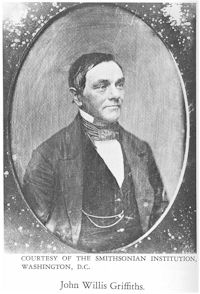 COURTESY OF THE SMITHSONIAN INSTITUTION,
WASHINGTON, D.C.
John Willis Griffiths.